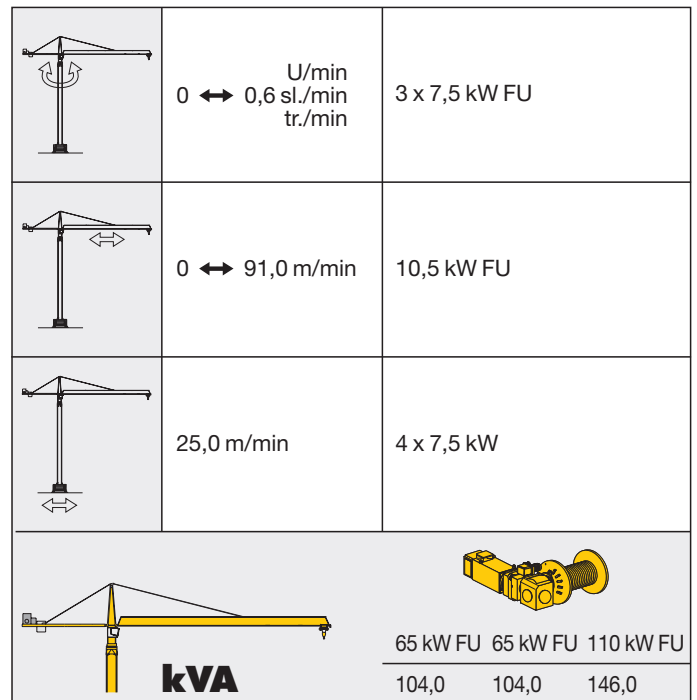 U/min
0 ↔ 0,6 sl./min
tr./min
3 x 7,5 kW FU
0 ↔ 91,0 m/min
10,5 kW FU
25,0 m/min
4 x 7,5 kW
65 kW FU 65 kW FU 110 kW FU
kVA
104,0 104,0 146,0